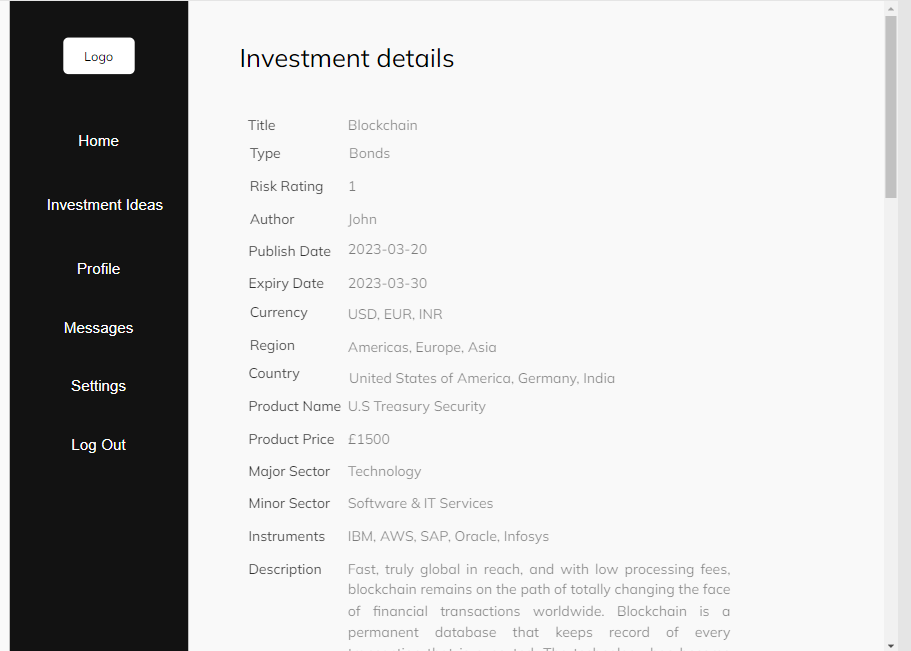 Logo
Home
Investment Ideas
Profile
Messages
Settings
Log Out
Investment details
Title Blockchain
Type Bonds
Risk Rating 1
Author John
Publish Date 2023-03-20
Expiry Date 2023-03-30
Currency USD, EUR, INR
Region Americas, Europe, Asia
Country United States of America, Germany, India
Product Name U.S Treasury Security
Product Price £1500
Major Sector Technology
Minor Sector Software & IT Services
Instruments IBM, AWS, SAP, Oracle, Infosys
Description Fast, truly global in reach, and with low processing fees,
blockchain remains on the path of totally changing the face
of financial transactions worldwide. Blockchain is a
permanent database that keeps record of every